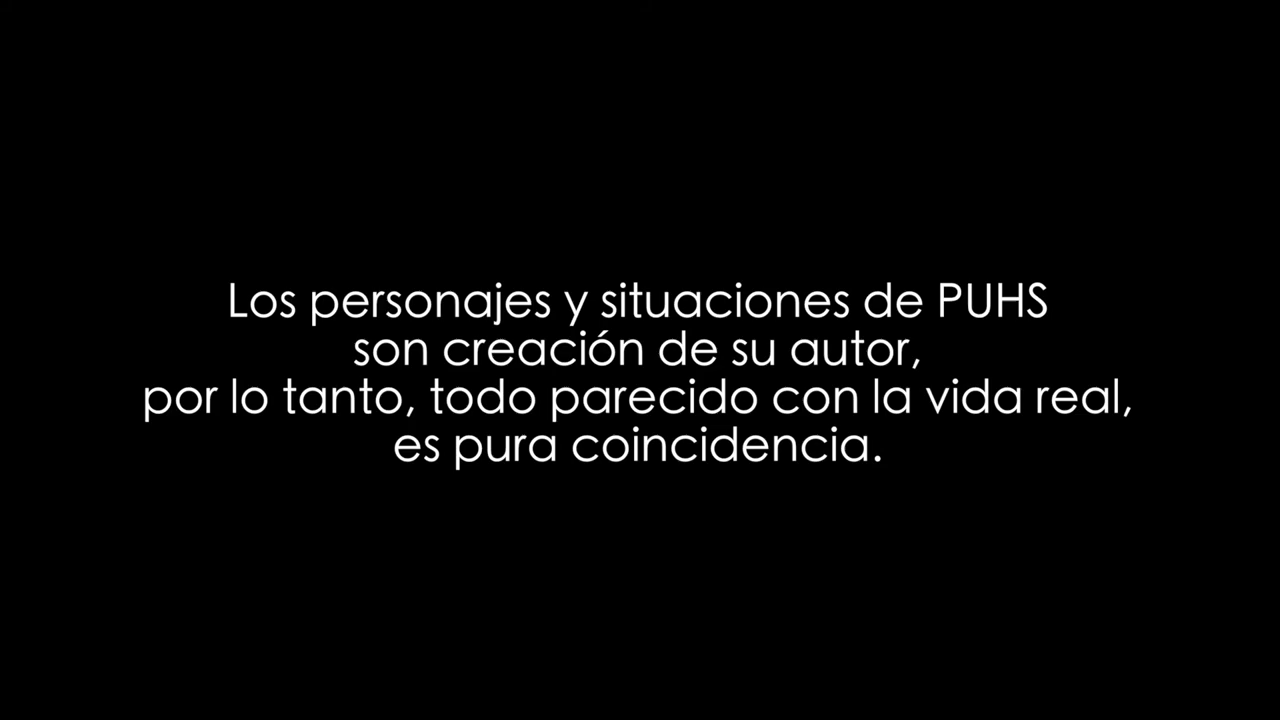 Los personajes y situaciones de PUHS
son creación de su autor,
por lo tanto, todo parecido con la vida real,
es pura coincidencia.